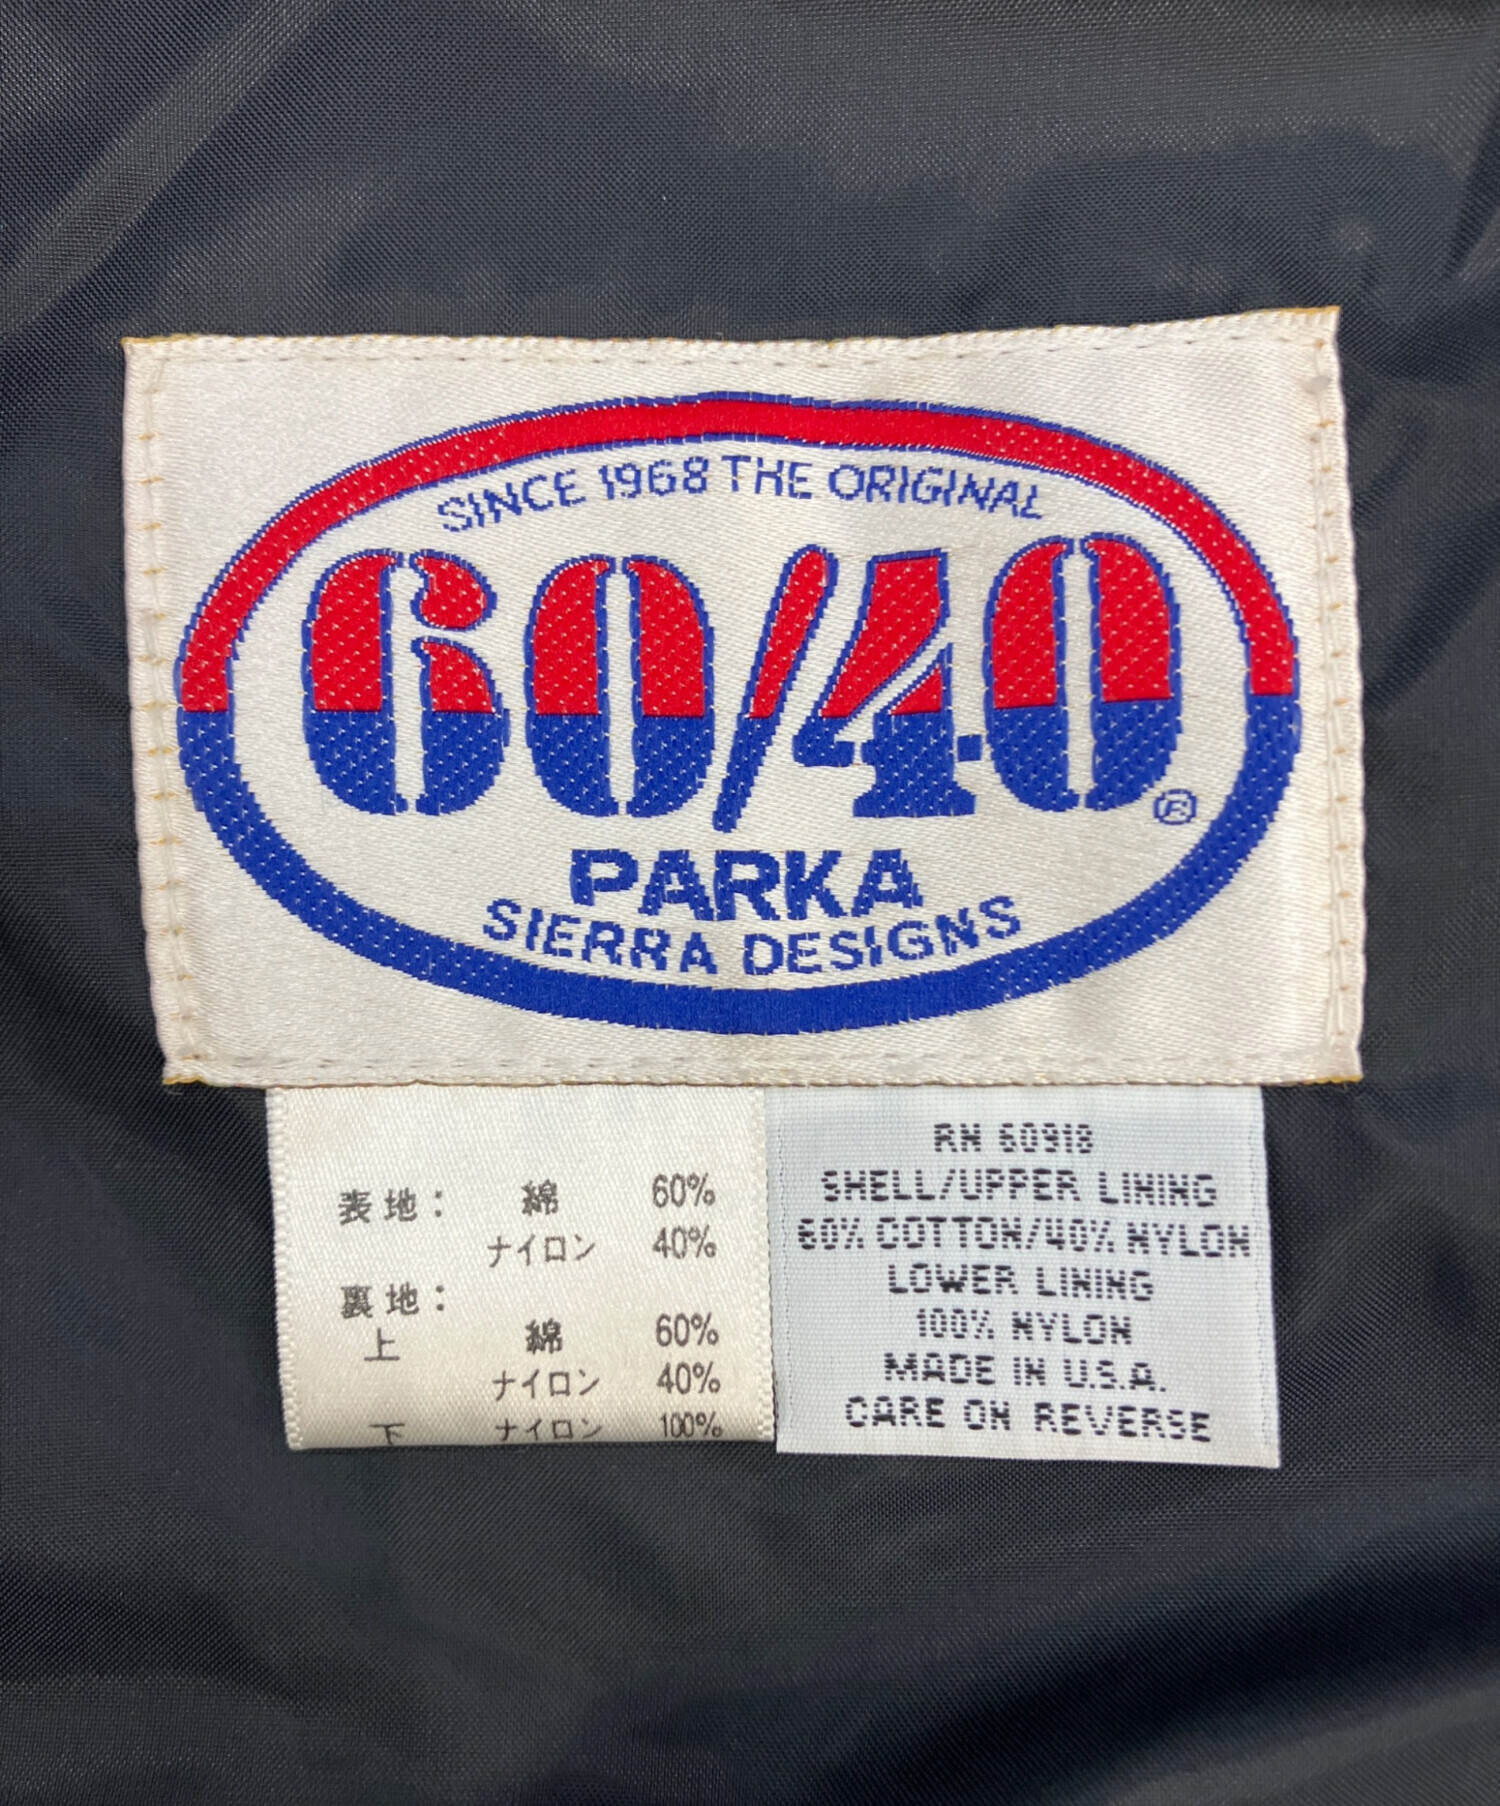 SINCE 1968 THE ORIGINAL
60/40®
PARKA
SIERRA DESIGNS
表地: 綿 60%
ナイロン 40%
裏地:
上 綿 60%
ナイロン 40%
下 ナイロン 100%
RN 60918
SHELL/UPPER LINING
60% COTTON/40% NYLON
LOWER LINING
100% NYLON
MADE IN U.S.A.
CARE ON REVERSE